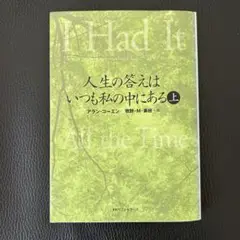 I Had It
人生の答えは
いつも私の中にある上
アラン・コーエン
All the Time